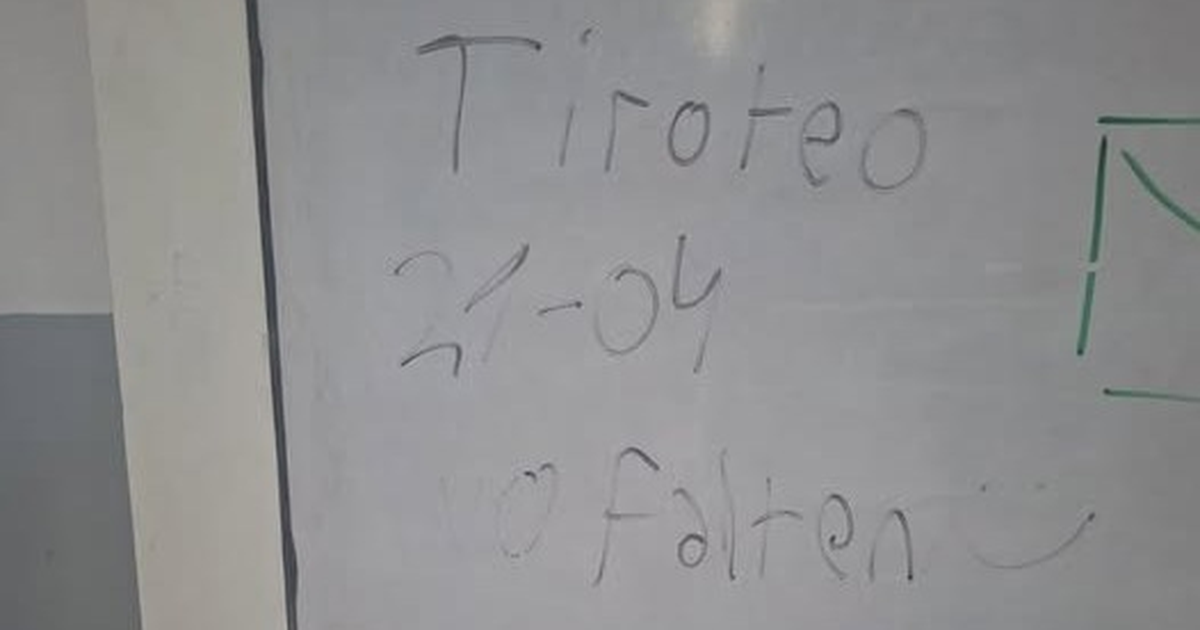 Tiroteo
21-04
no falten